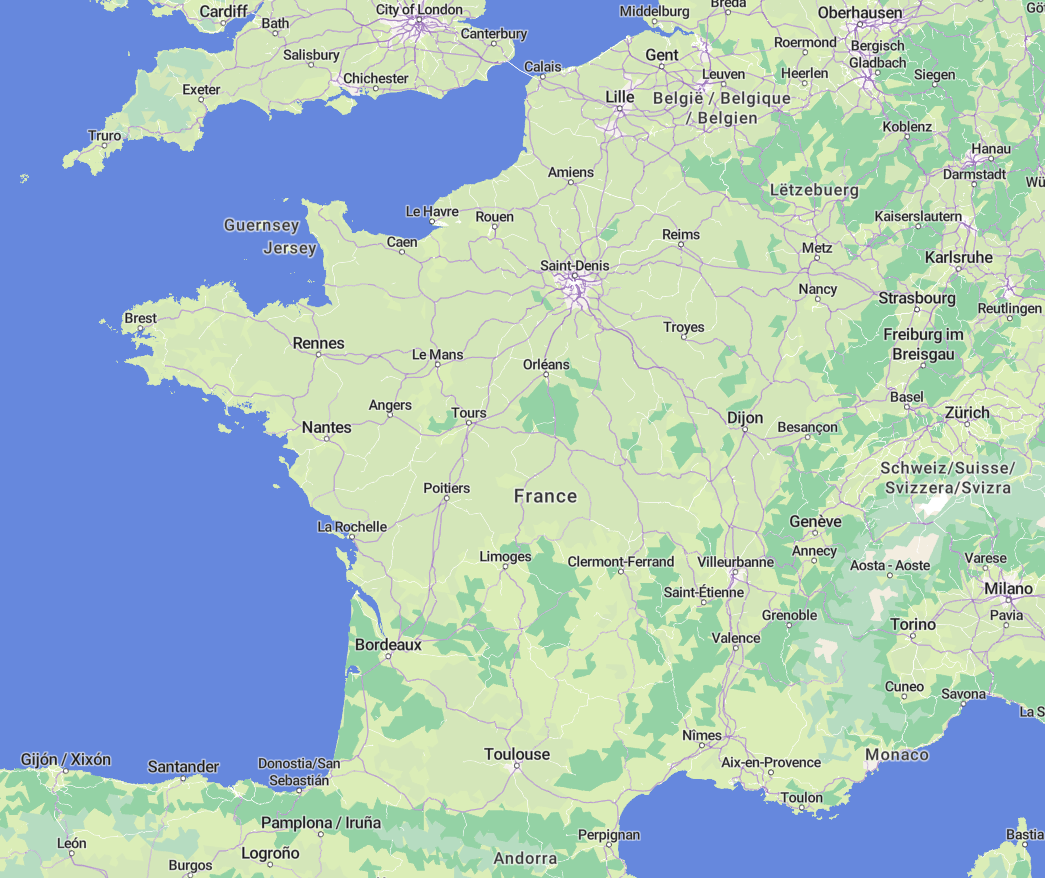 Cardiff
City of London
Middelburg
Breda
Oberhausen
Göt
Bath
Canterbury
Roermond
Bergisch
Gladbach
Salisbury
Gent
Chichester
Calais
Leuven
Heerlen
Siegen
Exeter
Lille
België / Belgique
/ Belgien
Koblenz
Truro
Hanau
Amiens
Darmstadt
Wü
Lëtzebuerg
Guernsey
Le Havre
Rouen
Kaiserslautern
Jersey
Caen
Reims
Metz
Karlsruhe
Saint-Denis
Nancy
Strasbourg
Reutlingen
Brest
Troyes
Freiburg im
Breisgau
Rennes
Le Mans
Orléans
Basel
Angers
Tours
Dijon
Zürich
Nantes
Besançon
Schweiz/Suisse/
Svizzera/Svizra
Poitiers
France
La Rochelle
Genève
Annecy
Limoges
Clermont-Ferrand
Villeurbanne
Aosta - Aoste
Varese
Saint-Étienne
Milano
Grenoble
Pavia
Bordeaux
Valence
Torino
Cuneo
Savona
La S
Nîmes
Gijón / Xixón
Santander
Donostia/San
Sebastián
Toulouse
Aix-en-Provence
Monaco
Toulon
Pamplona / Iruña
Perpignan
Bastia
León
Logroño
Andorra
Burgos